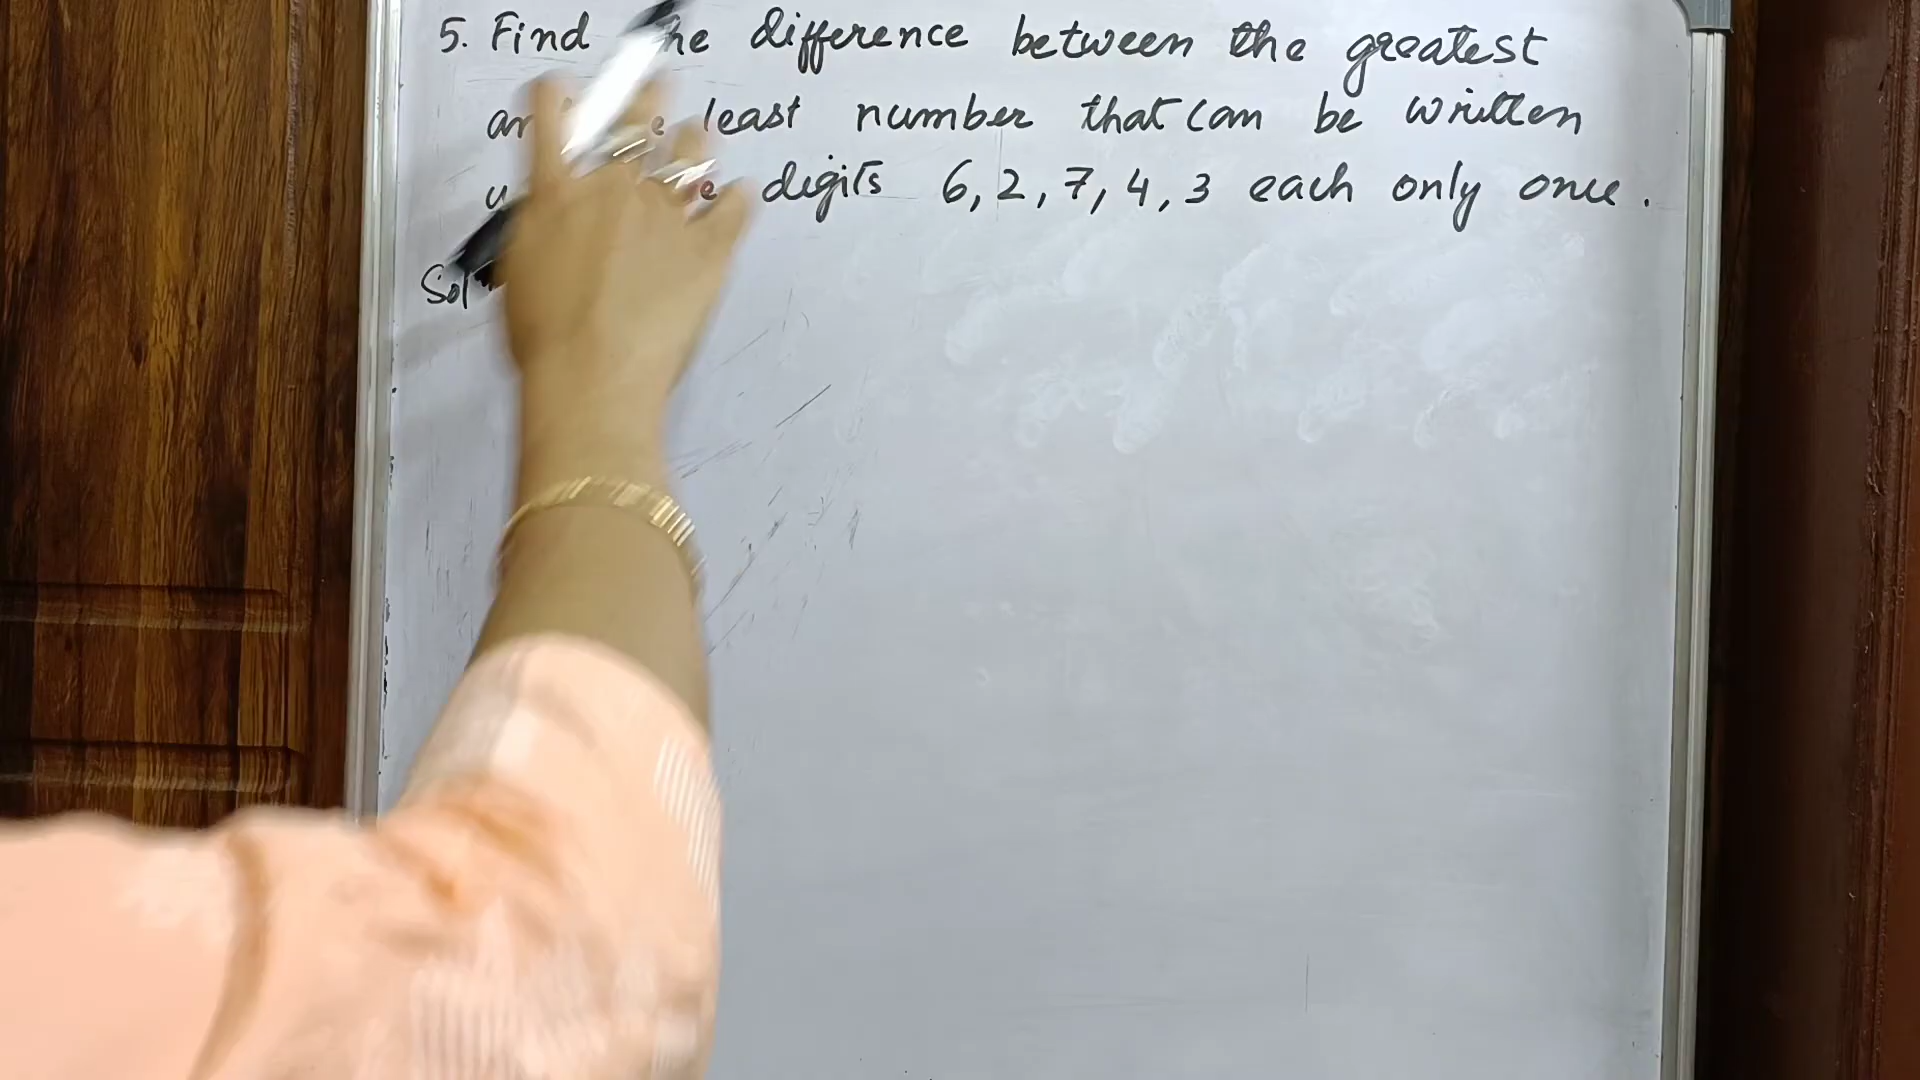 5. Find the difference between the greatest
least number that can be written
digits 6, 2, 7, 4, 3 each only once.
Sol